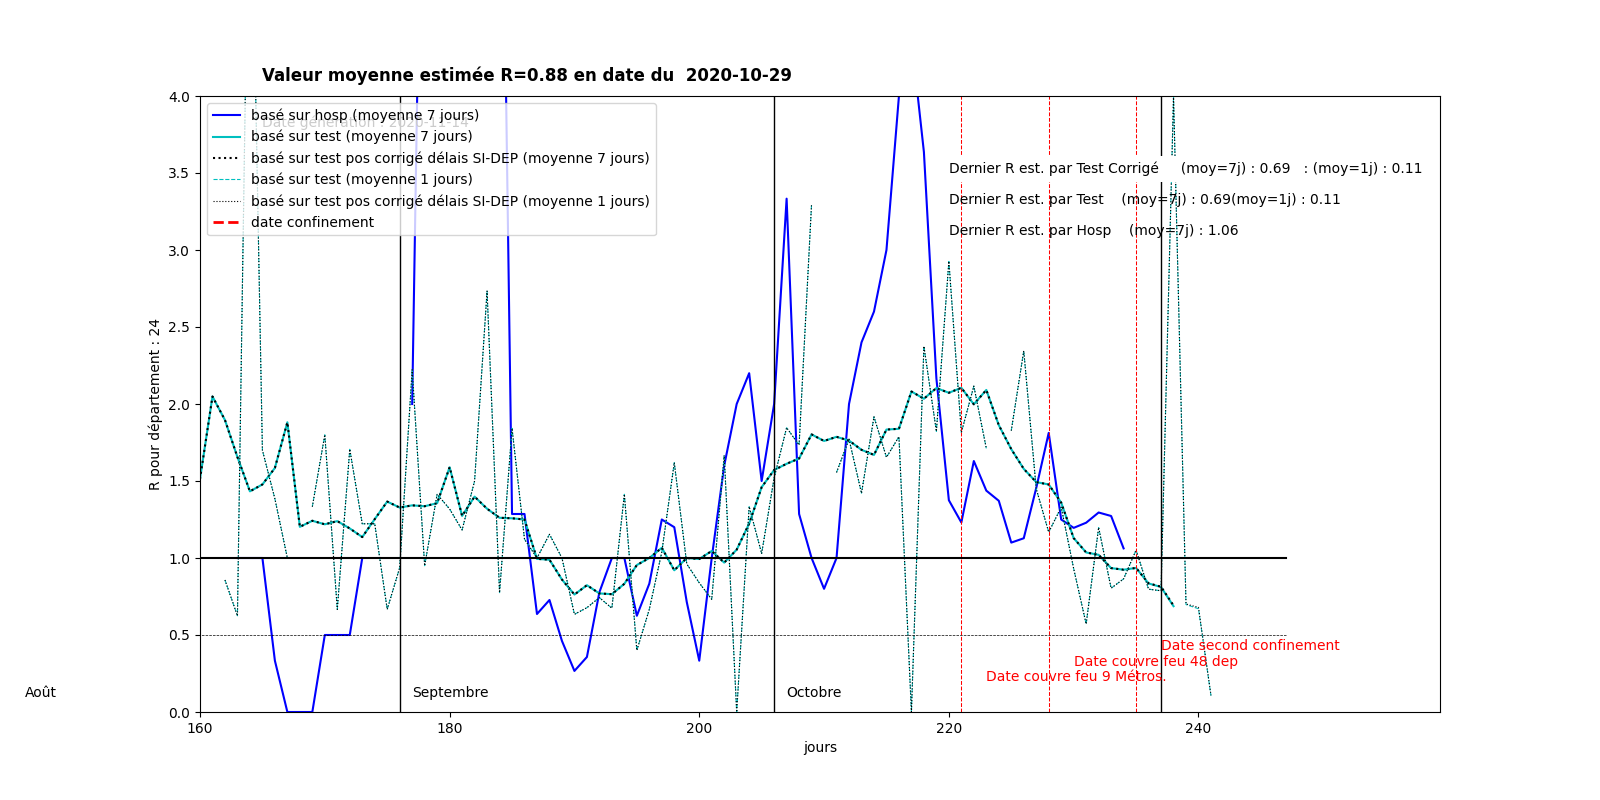 Valeur moyenne estimée R=0.88 en date du  2020-10-29
Date génération : 2020-11-14
basé sur hosp (moyenne 7 jours)
basé sur test (moyenne 7 jours)
basé sur test pos corrigé délais SI-DEP (moyenne 7 jours)
basé sur test (moyenne 1 jours)
basé sur test pos corrigé délais SI-DEP (moyenne 1 jours)
date confinement
Dernier R est. par Test Corrigé    (moy=7j) : 0.69   : (moy=1j) : 0.11
Dernier R est. par Test    (moy=7j) : 0.69(moy=1j) : 0.11
Dernier R est. par Hosp    (moy=7j) : 1.06
R pour département : 24
4.0
3.5
3.0
2.5
2.0
1.5
1.0
0.5
0.0
Date second confinement
Date couvre feu 48 dep
Date couvre feu 9 Métros.
Août
Septembre
Octobre
160
180
200
220
240
jours